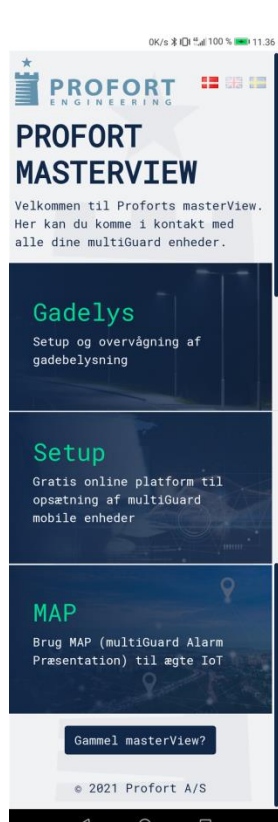 0K/s 100 % 11.36
PROFORT
ENGINEERING
PROFORT
MASTERVIEW
Velkommen til Proforts masterView.
Her kan du komme i kontakt med
alle dine multiGuard enheder.
Gadelys
Setup og overvågning af
gadebelysning
Setup
Gratis online platform til
opsætning af multiGuard
mobile enheder
MAP
Brug MAP (multiGuard Alarm
Præsentation) til ægte IoT
Gammel masterView?
© 2021 Profort A/S